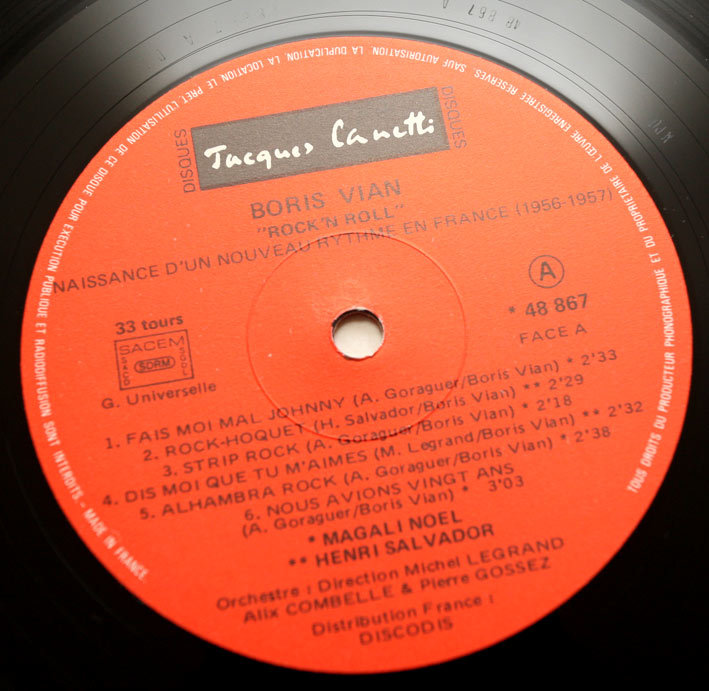 DISQUES
Jacques Canetti
DISQUES
BORIS VIAN
"ROCK'N ROLL"
NAISSANCE D'UN NOUVEAU RYTHME EN FRANCE (1956-1957)
A
* 48 867
FACE A
33 tours
SACEM
SDRM
SACD
SGDL
G. Universelle
1. FAIS MOI MAL JOHNNY (A. Goraguer/Boris Vian) * 2'33
2. ROCK-HOQUET (H. Salvador/Boris Vian) ** 2'29
3. STRIP ROCK (A. Goraguer/Boris Vian) * 2'18
4. DIS MOI QUE TU M'AIMES (M. Legrand/Boris Vian) ** 2'32
5. ALHAMBRA ROCK (A. Goraguer/Boris Vian) * 2'38
6. NOUS AVIONS VINGT ANS
(A. Goraguer/Boris Vian) * 3'03
* MAGALI NOEL
** HENRI SALVADOR
Orchestre : Direction Michel LEGRAND
Alix COMBELLE & Pierre GOSSEZ
Distribution France :
DISCODIS
TOUS DROITS DU PRODUCTEUR PHONOGRAPHIQUE ET DU PROPRIETAIRE DE L'ŒUVRE ENREGISTREE RESERVES. SAUF AUTORISATION LA DUPLICATION, LA LOCATION, LE PRET, L'UTILISATION DE CE DISQUE POUR EXECUTION PUBLIQUE ET RADIODIFFUSION SONT INTERDITS - MADE IN FRANCE
48 867 A